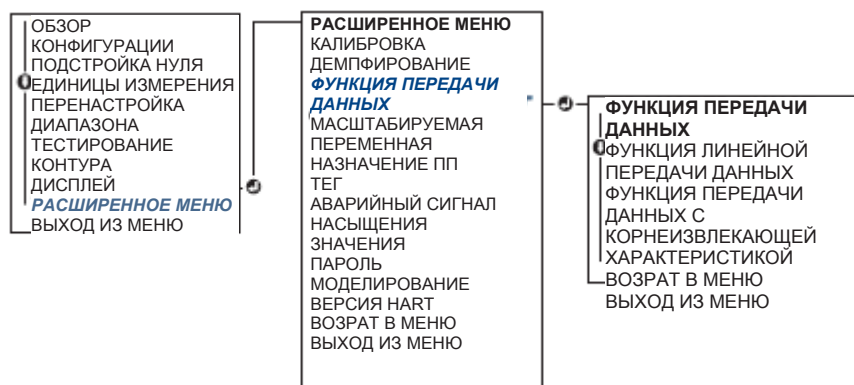 ОБЗОР
КОНФИГУРАЦИИ
ПОДСТРОЙКА НУЛЯ
ЕДИНИЦЫ ИЗМЕРЕНИЯ
ПЕРЕНАСТРОЙКА
ДИАПАЗОНА
ТЕСТИРОВАНИЕ
КОНТУРА
ДИСПЛЕЙ
РАСШИРЕННОЕ МЕНЮ
ВЫХОД ИЗ МЕНЮ
РАСШИРЕННОЕ МЕНЮ
КАЛИБРОВКА
ДЕМПФИРОВАНИЕ
ФУНКЦИЯ ПЕРЕДАЧИ
ДАННЫХ
МАСШТАБИРУЕМАЯ
ПЕРЕМЕННАЯ
НАЗНАЧЕНИЕ ПП
ТЕГ
АВАРИЙНЫЙ СИГНАЛ
НАСЫЩЕНИЯ
ЗНАЧЕНИЯ
ПАРОЛЬ
МОДЕЛИРОВАНИЕ
ВЕРСИЯ HART
ВОЗРАТ В МЕНЮ
ВЫХОД ИЗ МЕНЮ
ФУНКЦИЯ ПЕРЕДАЧИ
ДАННЫХ
ФУНКЦИЯ ЛИНЕЙНОЙ
ПЕРЕДАЧИ ДАННЫХ
ФУНКЦИЯ ПЕРЕДАЧИ
ДАННЫХ С
КОРНЕИЗВЛЕКАЮЩЕЙ
ХАРАКТЕРИСТИКОЙ
ВОЗРАТ В МЕНЮ
ВЫХОД ИЗ МЕНЮ